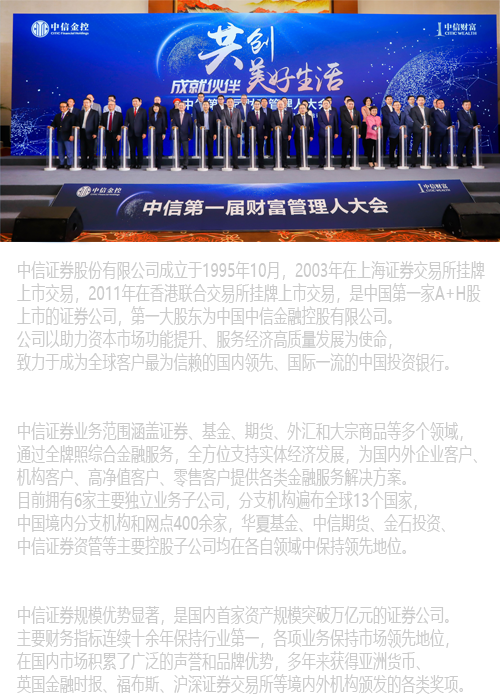 中信金控
CITIC Financial Holdings
中信财富
CITIC WEALTH
共创
成就伙伴
美好生活
中信第一届财富管理人大会
中信金控
CITIC Financial Holdings
中信财富
CITIC WEALTH
中信第一届财富管理人大会
中信证券股份有限公司成立于1995年10月，2003年在上海证券交易所挂牌
上市交易，2011年在香港联合交易所挂牌上市交易，是中国第一家A+H股
上市的证券公司，第一大股东为中国中信金融控股有限公司。
公司以助力资本市场功能提升、服务经济高质量发展为使命，
致力于成为全球客户最为信赖的国内领先、国际一流的中国投资银行。
中信证券业务范围涵盖证券、基金、期货、外汇和大宗商品等多个领域，
通过全牌照综合金融服务，全方位支持实体经济发展，为国内外企业客户、
机构客户、高净值客户、零售客户提供各类金融服务解决方案。
目前拥有6家主要独立业务子公司，分支机构遍布全球13个国家，
中国境内分支机构和网点400余家，华夏基金、中信期货、金石投资、
中信证券资管等主要控股子公司均在各自领域中保持领先地位。
中信证券规模优势显著，是国内首家资产规模突破万亿元的证券公司。
主要财务指标连续十余年保持行业第一，各项业务保持市场领先地位，
在国内市场积累了广泛的声誉和品牌优势，多年来获得亚洲货币、
英国金融时报、福布斯、沪深证券交易所等境内外机构颁发的各类奖项。